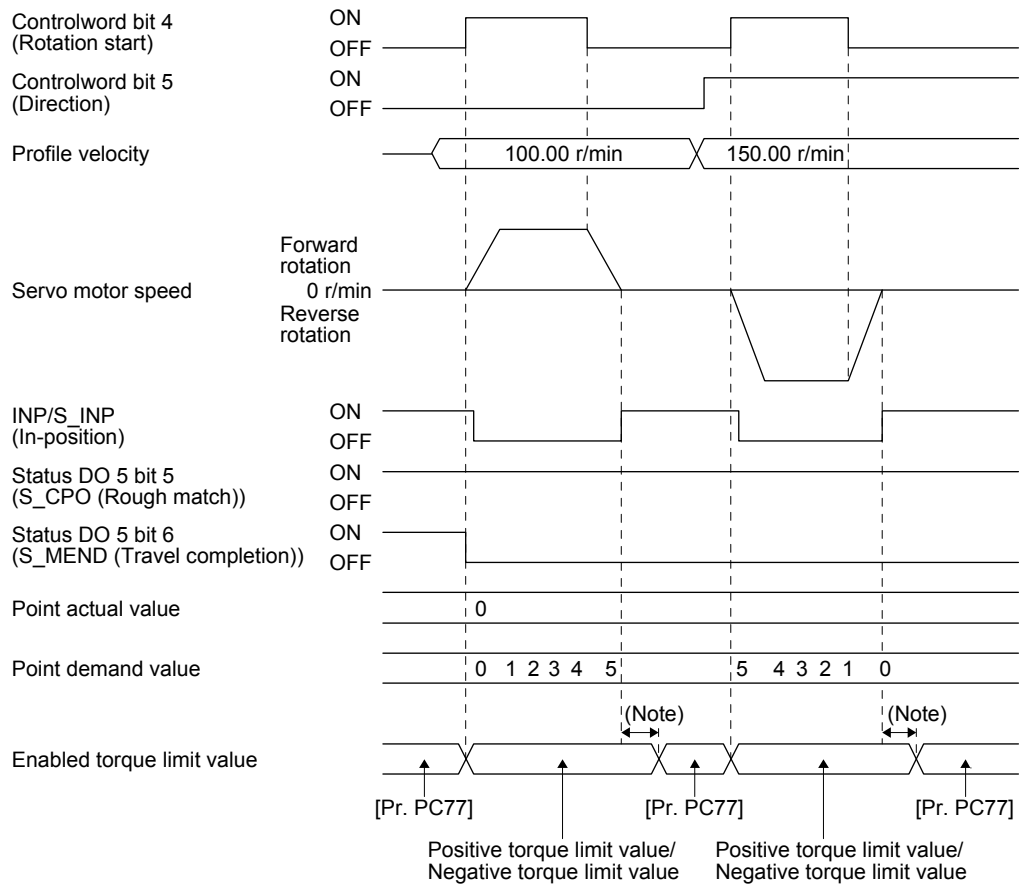 Controlword bit 4
(Rotation start)
ON
OFF
Controlword bit 5
(Direction)
ON
OFF
Profile velocity
100.00 r/min
150.00 r/min
Servo motor speed
Forward
rotation
0 r/min
Reverse
rotation
INP/S_INP
(In-position)
ON
OFF
Status DO 5 bit 5
(S_CPO (Rough match))
ON
OFF
Status DO 5 bit 6
(S_MEND (Travel completion))
ON
OFF
Point actual value
0
Point demand value
0 1 2 3 4 5
5 4 3 2 1 0
(Note)
(Note)
Enabled torque limit value
[Pr. PC77]
[Pr. PC77]
[Pr. PC77]
Positive torque limit value/
Negative torque limit value
Positive torque limit value/
Negative torque limit value